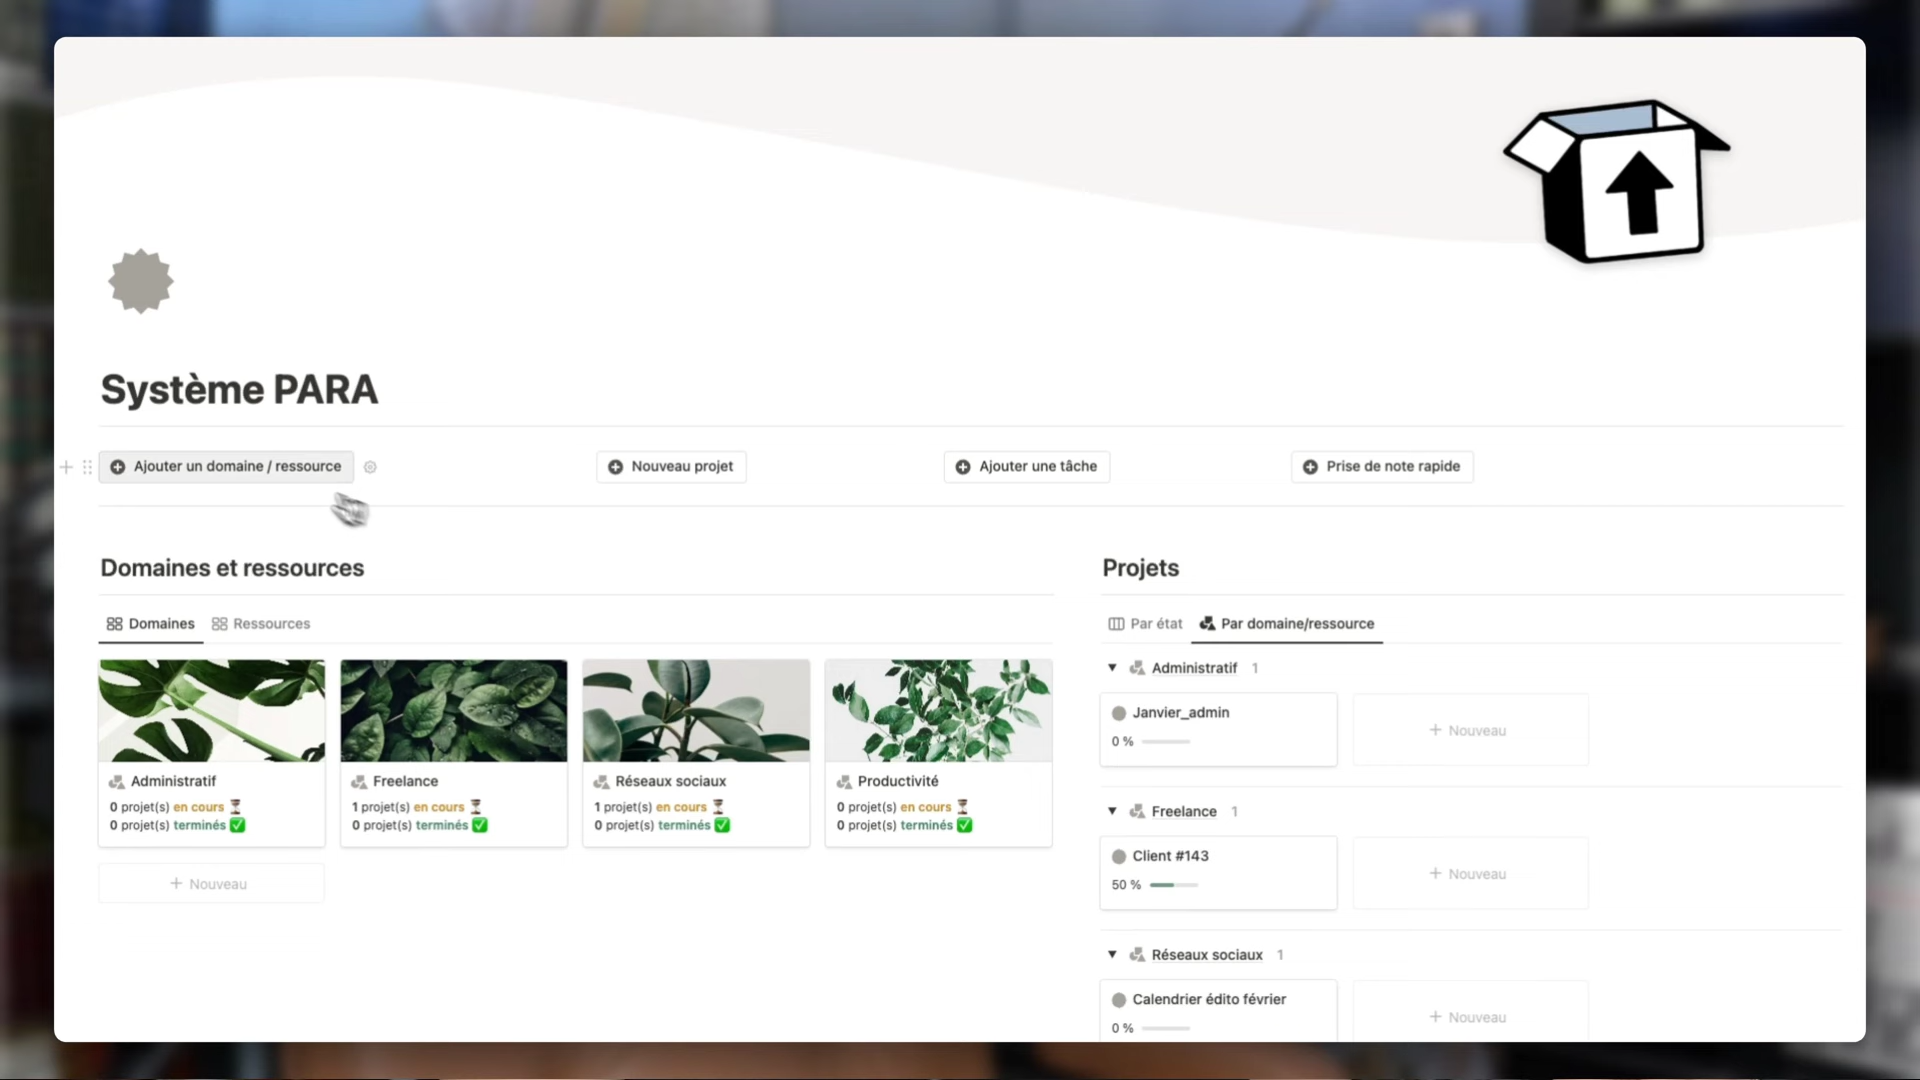 Système PARA
Ajouter un domaine / ressource
Nouveau projet
Ajouter une tâche
Prise de note rapide
Domaines et ressources
Domaines
Ressources
Administratif
0 projet(s) en cours ⏳
0 projet(s) terminés ✅
Freelance
1 projet(s) en cours ⏳
0 projet(s) terminés ✅
Réseaux sociaux
1 projet(s) en cours ⏳
0 projet(s) terminés ✅
Productivité
0 projet(s) en cours ⏳
0 projet(s) terminés ✅
+ Nouveau
Projets
Par état
Par domaine/ressource
Administratif 1
Janvier_admin
0 %
+ Nouveau
Freelance 1
Client #143
50 %
+ Nouveau
Réseaux sociaux 1
Calendrier édito février
0 %
+ Nouveau